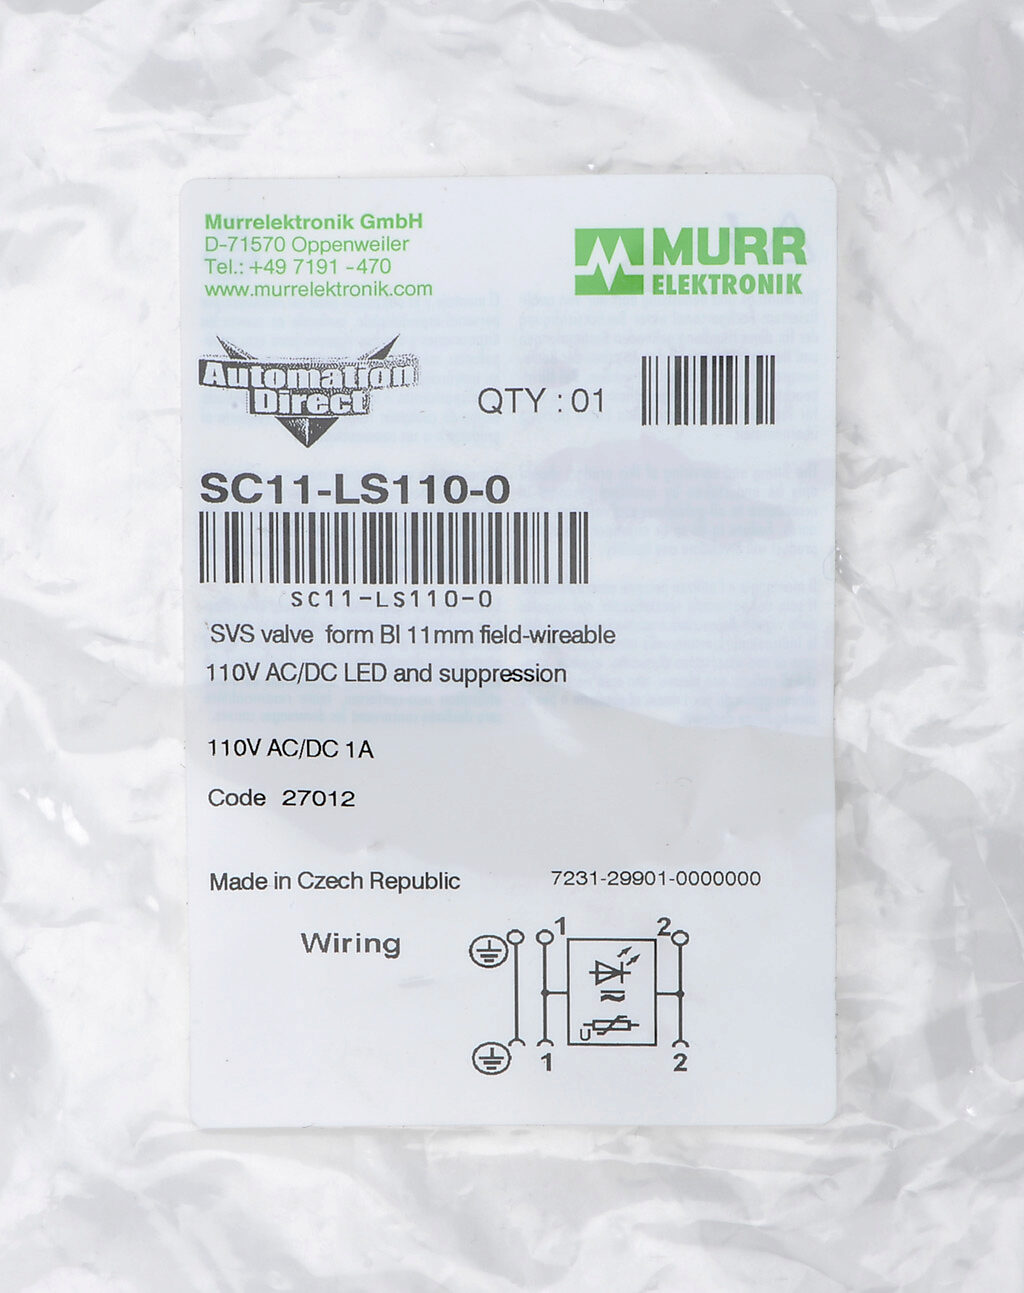 Murrelektronik GmbH
D-71570 Oppenweiler
Tel.: +49 7191 -470
www.murrelektronik.com
MURR
ELEKTRONIK
Automation
Direct
QTY : 01
SC11-LS110-0
SC11-LS110-0
SVS valve form BI 11mm field-wireable
110V AC/DC LED and suppression
110V AC/DC 1A
Code 27012
Made in Czech Republic
7231-29901-0000000
Wiring
1 2
U
1 2